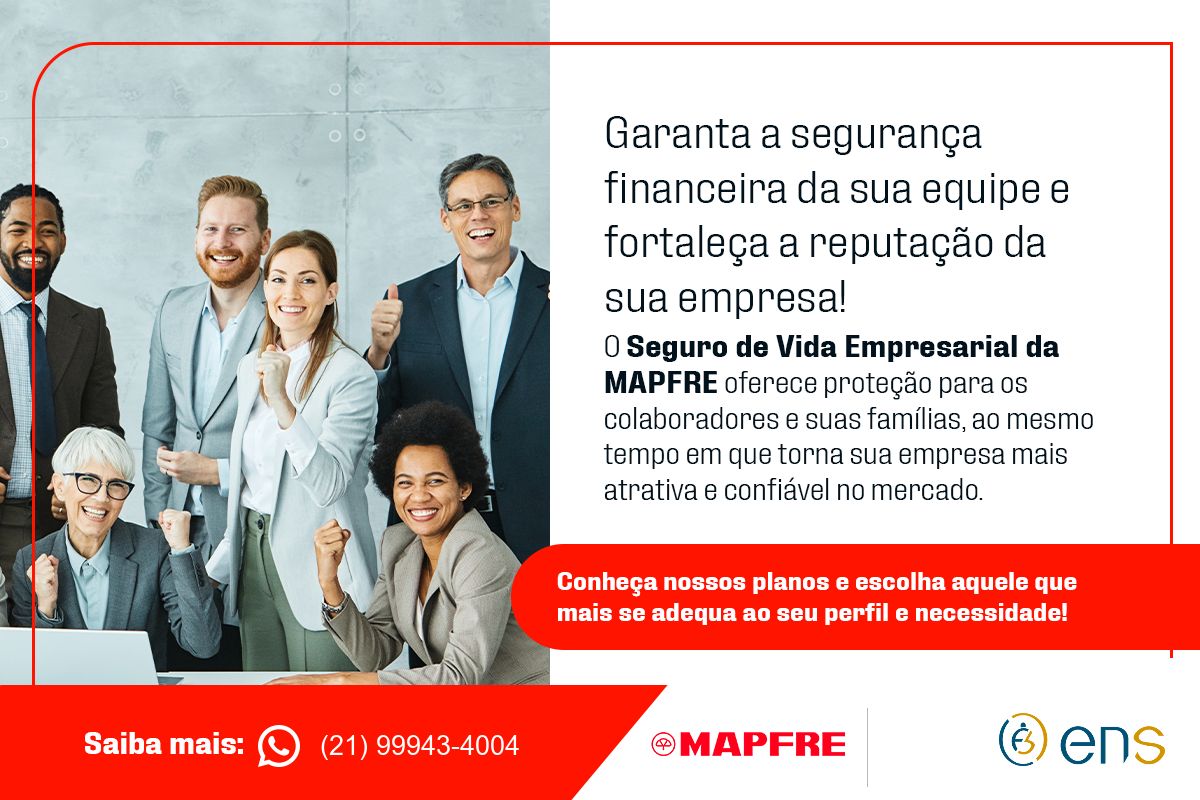 Garanta a segurança
financeira da sua equipe e
fortaleça a reputação da
sua empresa!
O Seguro de Vida Empresarial da
MAPFRE oferece proteção para os
colaboradores e suas famílias, ao mesmo
tempo em que torna sua empresa mais
atrativa e confiável no mercado.
Conheça nossos planos e escolha aquele que
mais se adequa ao seu perfil e necessidade!
Saiba mais: (21) 99943-4004
MAPFRE
ens